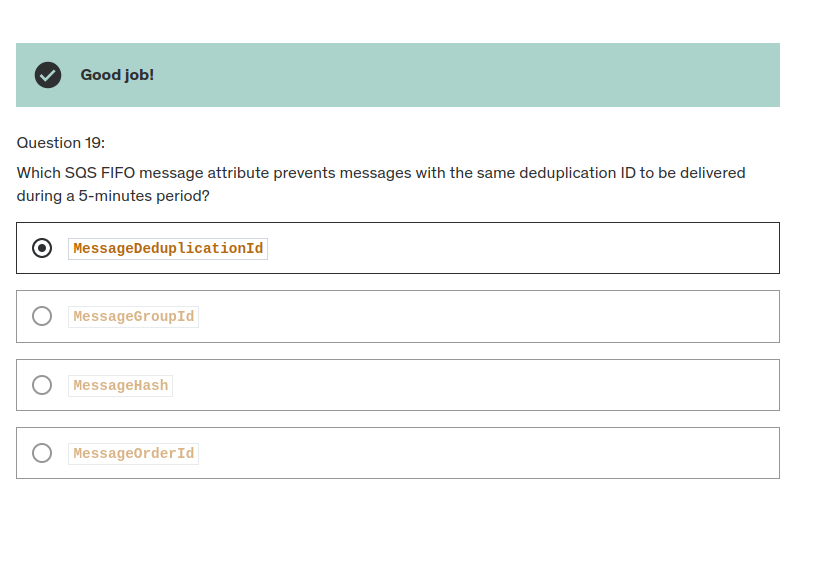 Good job!
Question 19:
Which SQS FIFO message attribute prevents messages with the same deduplication ID to be delivered
during a 5-minutes period?
MessageDeduplicationId
MessageGroupId
MessageHash
MessageOrderId